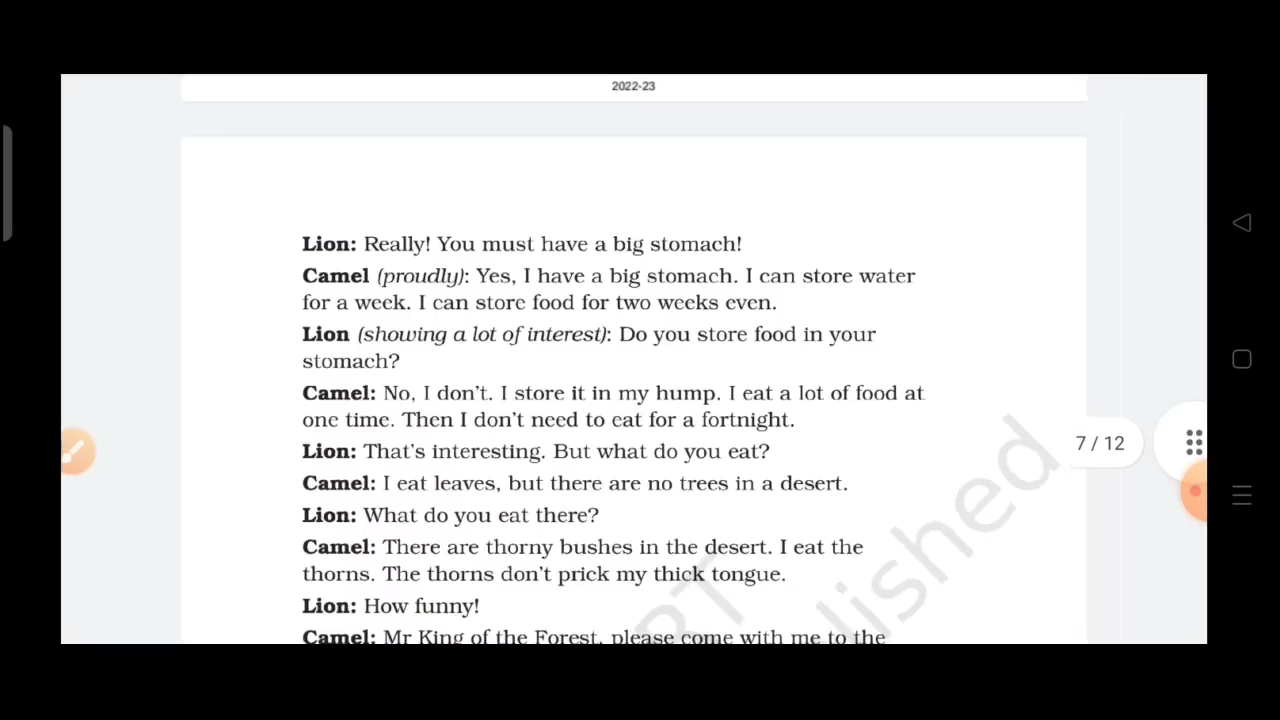 2022-23
Lion: Really! You must have a big stomach!
Camel (proudly): Yes, I have a big stomach. I can store water
for a week. I can store food for two weeks even.
Lion (showing a lot of interest): Do you store food in your
stomach?
Camel: No, I don't. I store it in my hump. I eat a lot of food at
one time. Then I don't need to eat for a fortnight.
Lion: That's interesting. But what do you eat?
Camel: I eat leaves, but there are no trees in a desert.
Lion: What do you eat there?
Camel: There are thorny bushes in the desert. I eat the
thorns. The thorns don't prick my thick tongue.
Lion: How funny!
Camel: Mr King of the Forest, please come with me to the
7 / 12